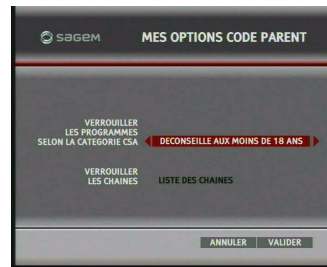 SAGEM
MES OPTIONS CODE PARENT
VERROUILLER
LES PROGRAMMES
SELON LA CATEGORIE CSA
DECONSEILLE AUX MOINS DE 18 ANS
VERROUILLER
LES CHAINES
LISTE DES CHAINES
ANNULER
VALIDER